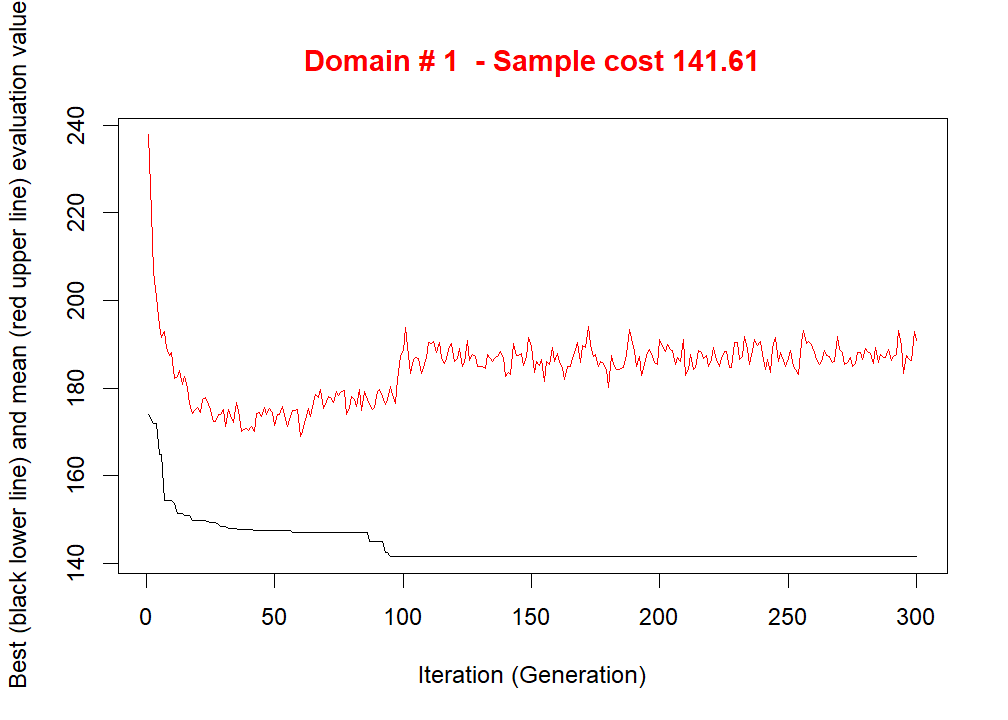 Domain # 1  - Sample cost 141.61
Best (black lower line) and mean (red upper line) evaluation value
240
220
200
180
160
140
0 50 100 150 200 250 300
Iteration (Generation)